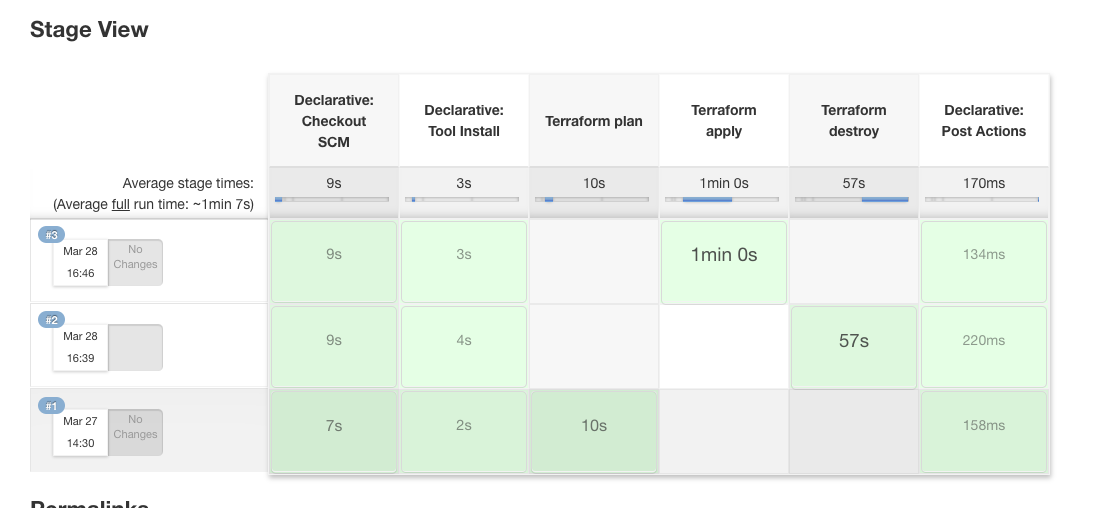 Stage View
Declarative:
Checkout
SCM
Declarative:
Tool Install
Terraform plan
Terraform
apply
Terraform
destroy
Declarative:
Post Actions
Average stage times:
(Average full run time: ~1min 7s)
9s
3s
10s
1min 0s
57s
170ms
#3
Mar 28
16:46
No
Changes
9s
3s
1min 0s
134ms
#2
Mar 28
16:39
9s
4s
57s
220ms
#1
Mar 27
14:30
No
Changes
7s
2s
10s
158ms
Permalinks